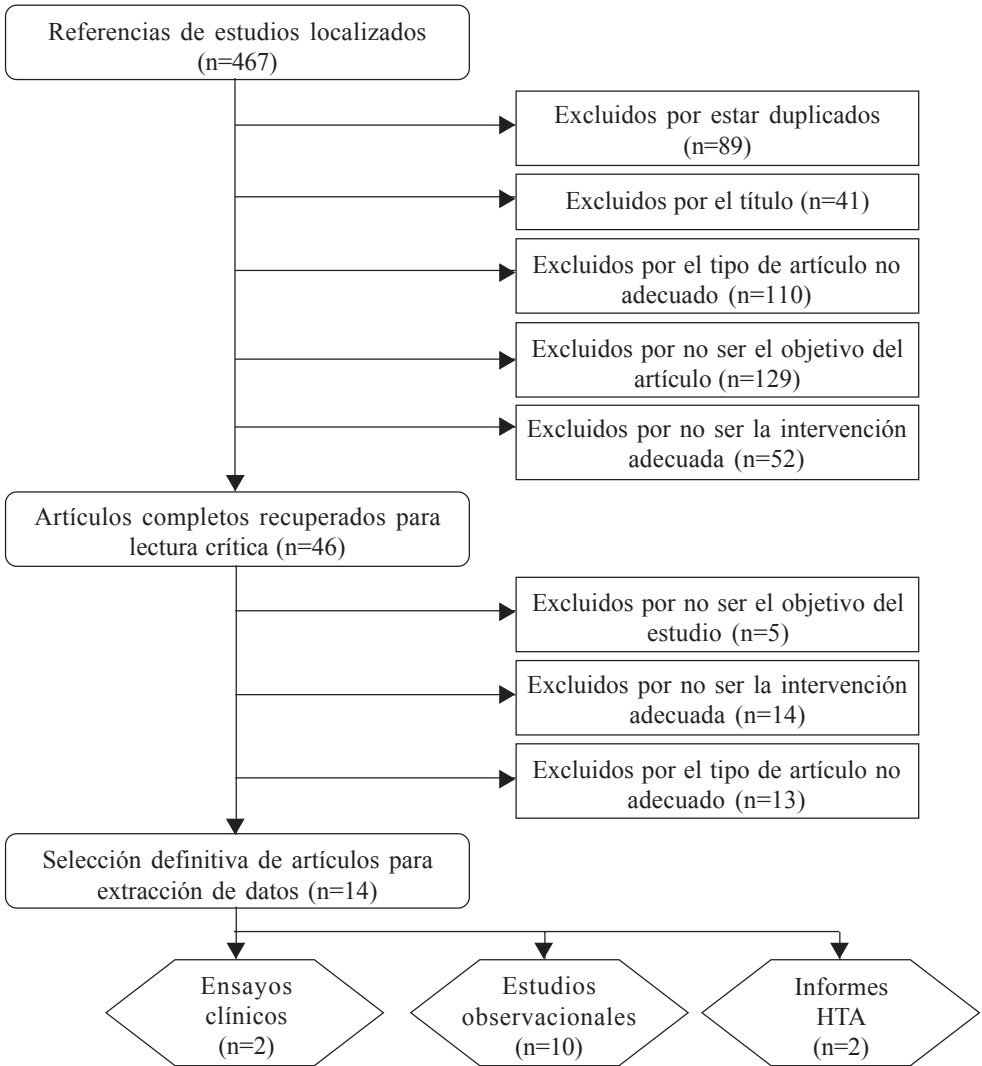 Referencias de estudios localizados
(n=467)
Excluidos por estar duplicados
(n=89)
Excluidos por el título (n=41)
Excluidos por el tipo de artículo no
adecuado (n=110)
Excluidos por no ser el objetivo del
artículo (n=129)
Excluidos por no ser la intervención
adecuada (n=52)
Artículos completos recuperados para
lectura crítica (n=46)
Excluidos por no ser el objetivo del
estudio (n=5)
Excluidos por no ser la intervención
adecuada (n=14)
Excluidos por el tipo de artículo no
adecuado (n=13)
Selección definitiva de artículos para
extracción de datos (n=14)
Ensayos
clínicos
(n=2)
Estudios
observacionales
(n=10)
Informes
HTA
(n=2)